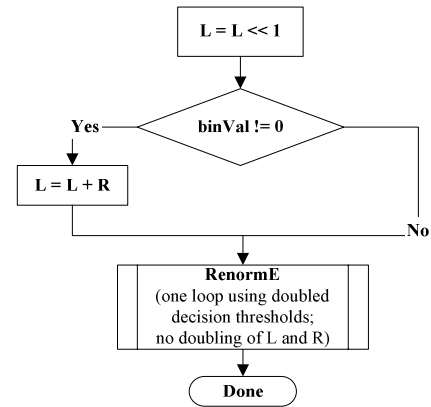 L = L << 1
binVal != 0
Yes
L = L + R
No
RenormE
(one loop using doubled
decision thresholds;
no doubling of L and R)
Done